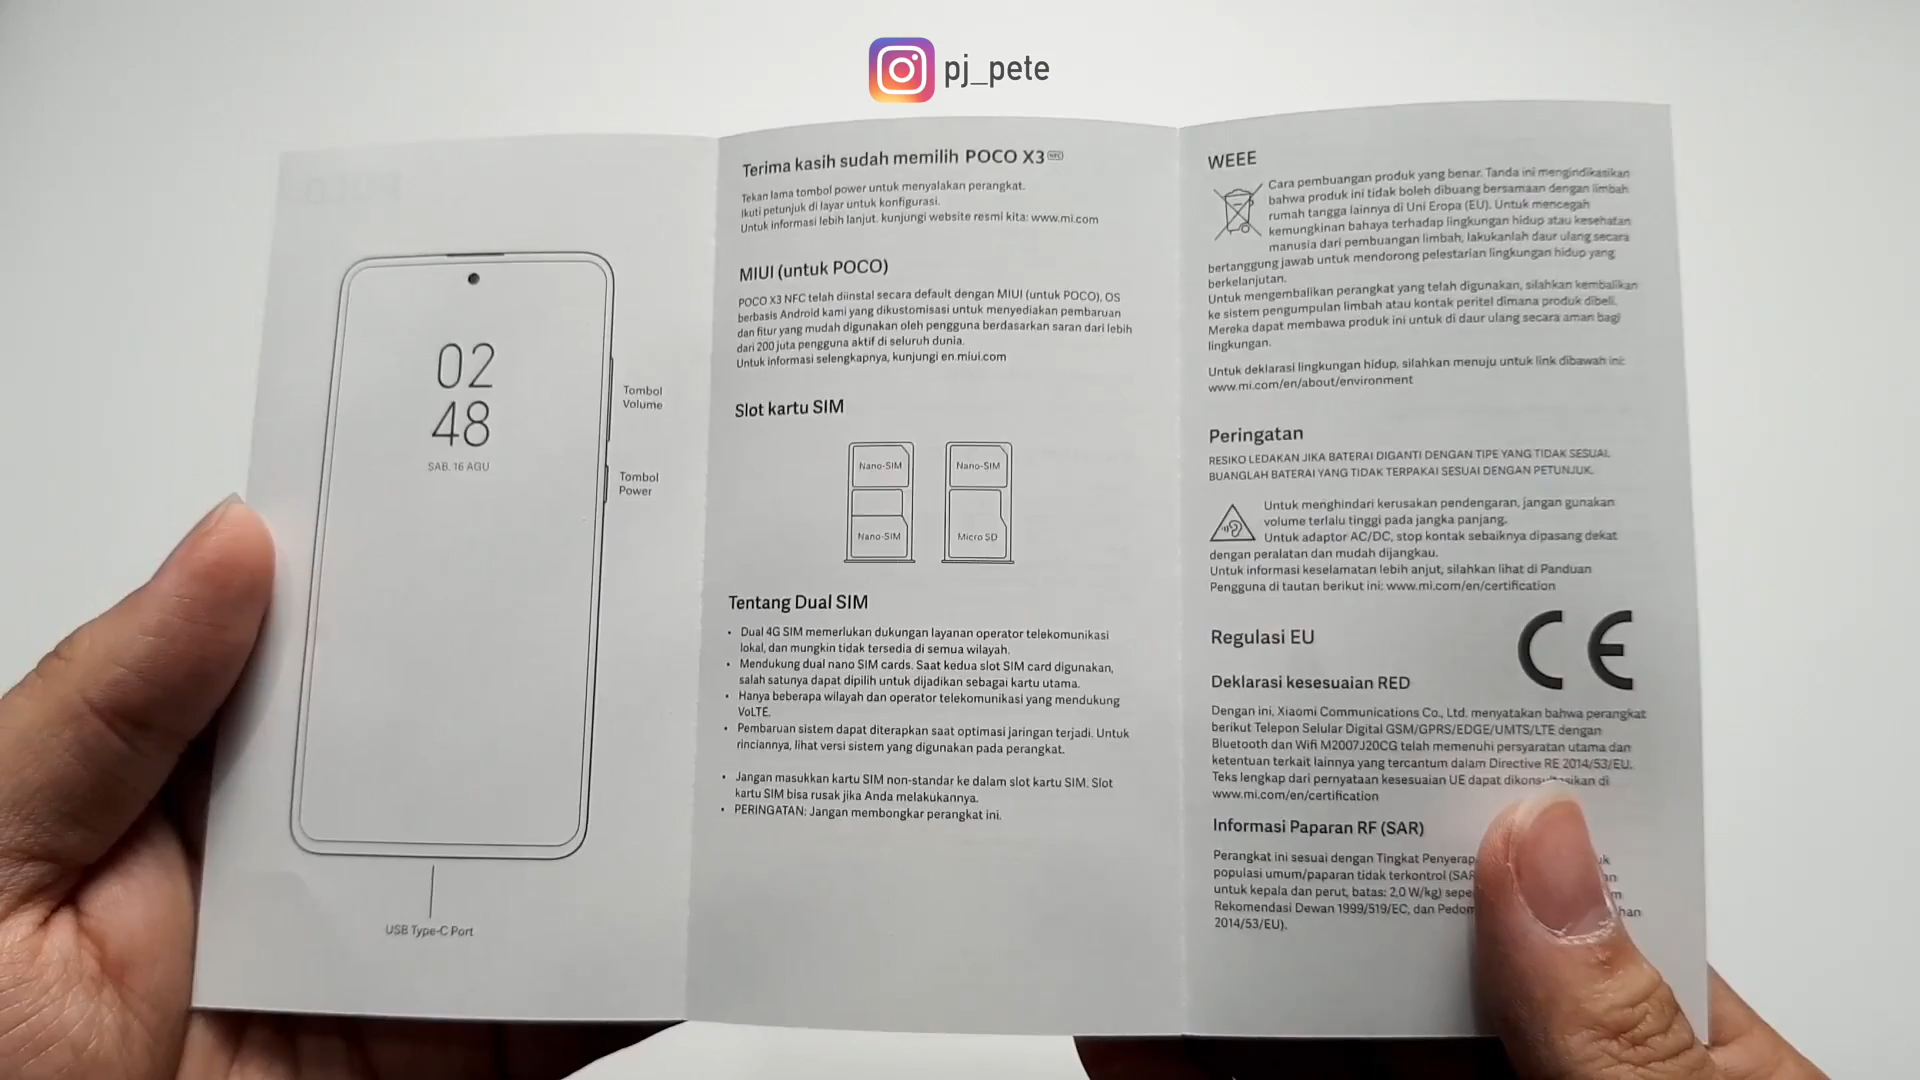 pj_pete
02
48
SAB. 16 AGU
Tombol
Volume
Tombol
Power
USB Type-C Port
Terima kasih sudah memilih POCO X3 NFC
Tekan lama tombol power untuk menyalakan perangkat.
Ikuti petunjuk di layar untuk konfigurasi.
Untuk informasi lebih lanjut. kunjungi website resmi kita: www.mi.com
MIUI (untuk POCO)
POCO X3 NFC telah diinstal secara default dengan MIUI (untuk POCO), OS
berbasis Android kami yang dikustomisasi untuk menyediakan pembaruan
dan fitur yang mudah digunakan oleh pengguna berdasarkan saran dari lebih
dari 200 juta pengguna aktif di seluruh dunia.
Untuk informasi selengkapnya, kunjungi en.miui.com
Slot kartu SIM
Nano-SIM
Nano-SIM
Nano-SIM
Micro SD
Tentang Dual SIM
• Dual 4G SIM memerlukan dukungan layanan operator telekomunikasi
lokal, dan mungkin tidak tersedia di semua wilayah.
• Mendukung dual nano SIM cards. Saat kedua slot SIM card digunakan,
salah satunya dapat dipilih untuk dijadikan sebagai kartu utama.
• Hanya beberapa wilayah dan operator telekomunikasi yang mendukung
VoLTE.
• Pembaruan sistem dapat diterapkan saat optimasi jaringan terjadi. Untuk
rinciannya, lihat versi sistem yang digunakan pada perangkat.
• Jangan masukkan kartu SIM non-standar ke dalam slot kartu SIM. Slot
kartu SIM bisa rusak jika Anda melakukannya.
• PERINGATAN: Jangan membongkar perangkat ini.
WEEE
Cara pembuangan produk yang benar. Tanda ini mengindikasikan
bahwa produk ini tidak boleh dibuang bersamaan dengan limbah
rumah tangga lainnya di Uni Eropa (EU). Untuk mencegah
kemungkinan bahaya terhadap lingkungan hidup atau kesehatan
manusia dari pembuangan limbah, lakukanlah daur ulang secara
bertanggung jawab untuk mendorong pelestarian lingkungan hidup yang
berkelanjutan.
Untuk mengembalikan perangkat yang telah digunakan, silahkan kembalikan
ke sistem pengumpulan limbah atau kontak peritel dimana produk dibeli.
Mereka dapat membawa produk ini untuk di daur ulang secara aman bagi
lingkungan.
Untuk deklarasi lingkungan hidup, silahkan menuju untuk link dibawah ini:
www.mi.com/en/about/environment
Peringatan
RESIKO LEDAKAN JIKA BATERAI DIGANTI DENGAN TIPE YANG TIDAK SESUAI.
BUANGLAH BATERAI YANG TIDAK TERPAKAI SESUAI DENGAN PETUNJUK.
Untuk menghindari kerusakan pendengaran, jangan gunakan
volume terlalu tinggi pada jangka panjang.
Untuk adaptor AC/DC, stop kontak sebaiknya dipasang dekat
dengan peralatan dan mudah dijangkau.
Untuk informasi keselamatan lebih anjut, silahkan lihat di Panduan
Pengguna di tautan berikut ini: www.mi.com/en/certification
Regulasi EU
CE
Deklarasi kesesuaian RED
Dengan ini, Xiaomi Communications Co., Ltd. menyatakan bahwa perangkat
berikut Telepon Selular Digital GSM/GPRS/EDGE/UMTS/LTE dengan
Bluetooth dan Wifi M2007J20CG telah memenuhi persyaratan utama dan
ketentuan terkait lainnya yang tercantum dalam Directive RE 2014/53/EU.
Teks lengkap dari pernyataan kesesuaian UE dapat di
www.mi.com/en/certification
Informasi Paparan RF (SAR)
Perangkat ini sesuai dengan Tingkat
populasi umum/paparan tidak terkontrol
untuk kepala dan perut, batas: 2,0 W/kg)
Rekomendasi Dewan 1999/519/EC, dan
2014/53/EU).